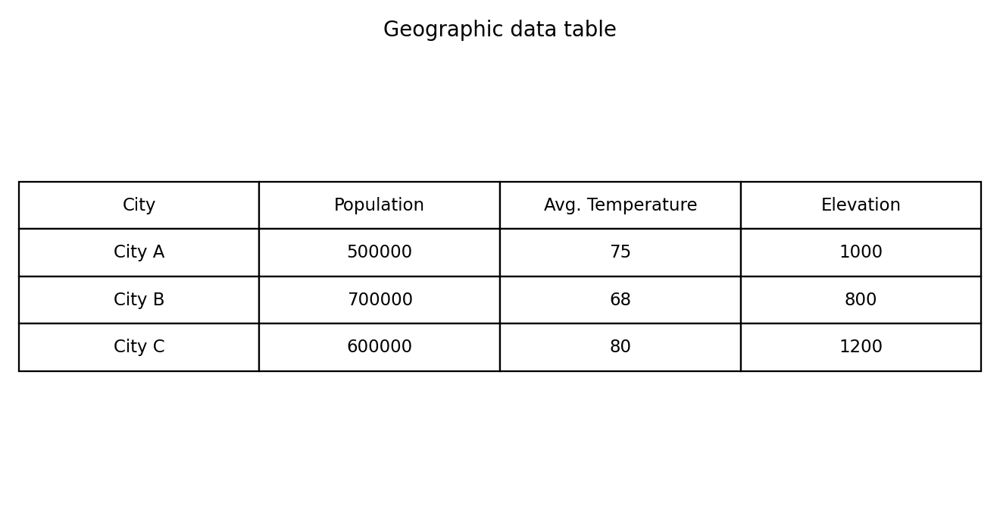 Geographic data table
City Population Avg. Temperature Elevation
City A 500000 75 1000
City B 700000 68 800
City C 600000 80 1200